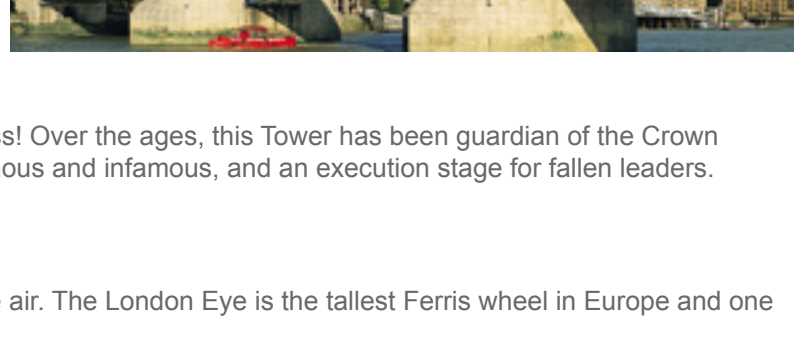 ss! Over the ages, this Tower has been guardian of the Crown
ous and infamous, and an execution stage for fallen leaders.
air. The London Eye is the tallest Ferris wheel in Europe and one